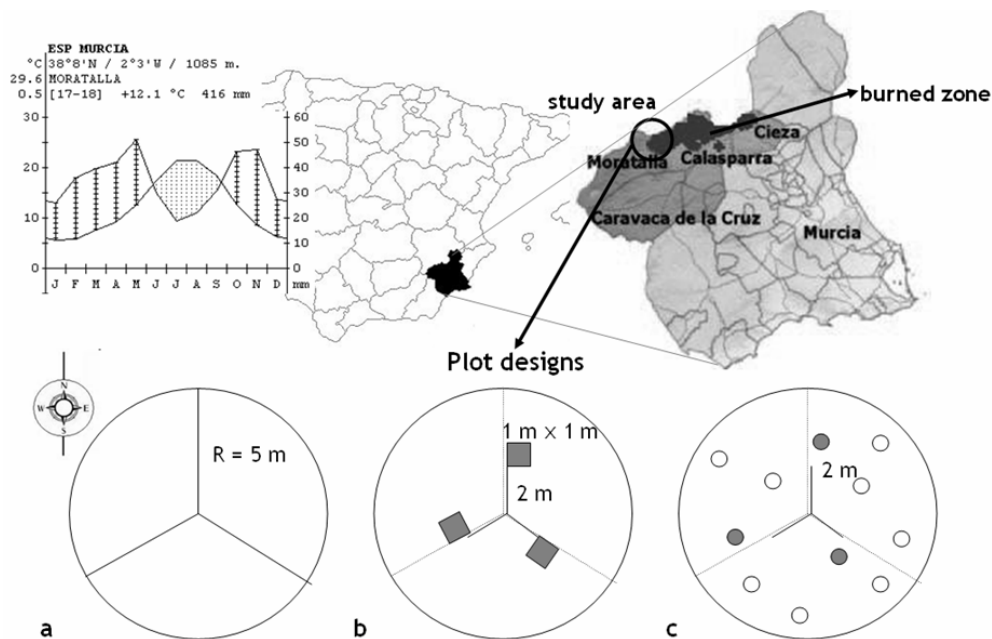 ESP MURCIA
°C 38°8'N / 2°3'W / 1085 m.
29.6 MORATALLA
0.5 [17-18] +12.1 °C 416 mm
30 60
50
20 40
30
10 20
10
0 0
J F M A M J J A S O N D mm
study area
burned zone
Cieza
Moratalla
Calasparra
Caravaca de la Cruz
Murcia
Plot designs
N
W E
S
R = 5 m
1 m × 1 m
2 m
2 m
a b c